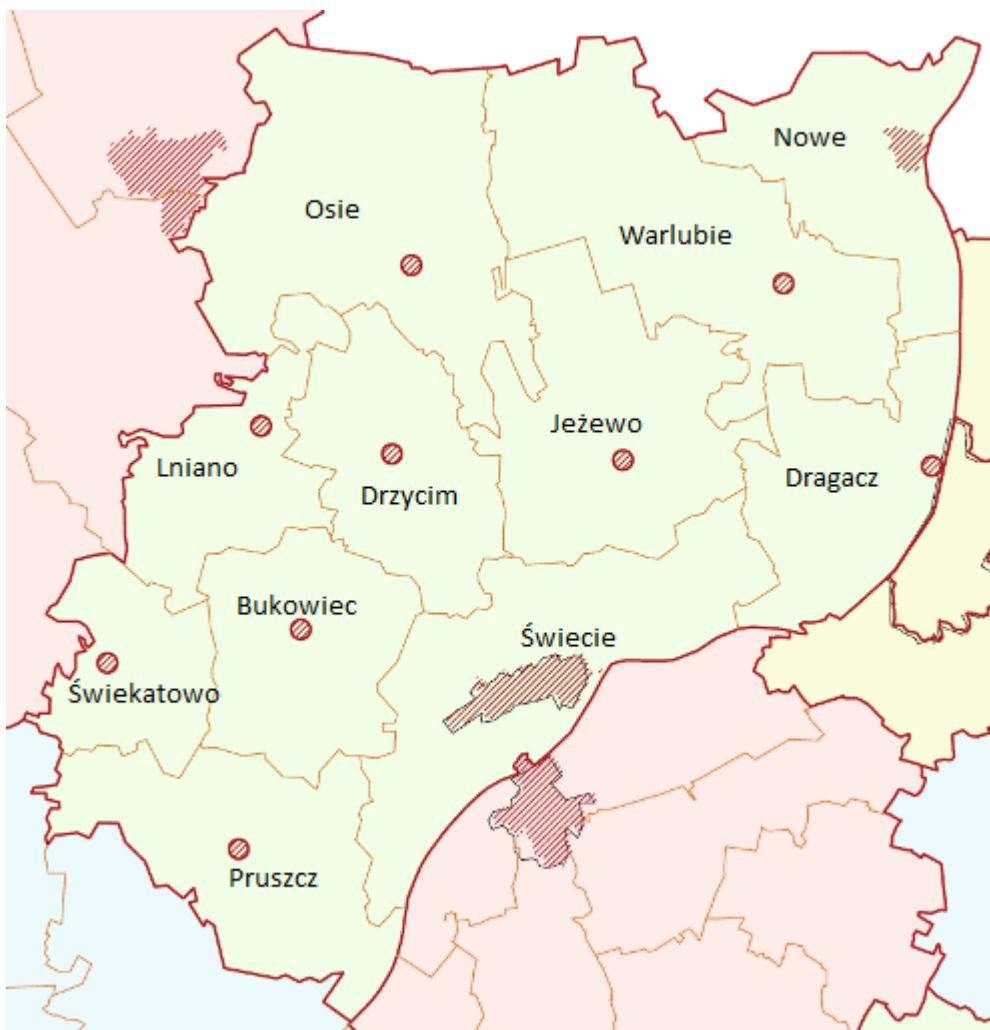 Nowe
Osie
Warlubie
Jeżewo
Lniano
Dragacz
Drzycim
Bukowiec
Świecie
Świekatowo
Pruszcz